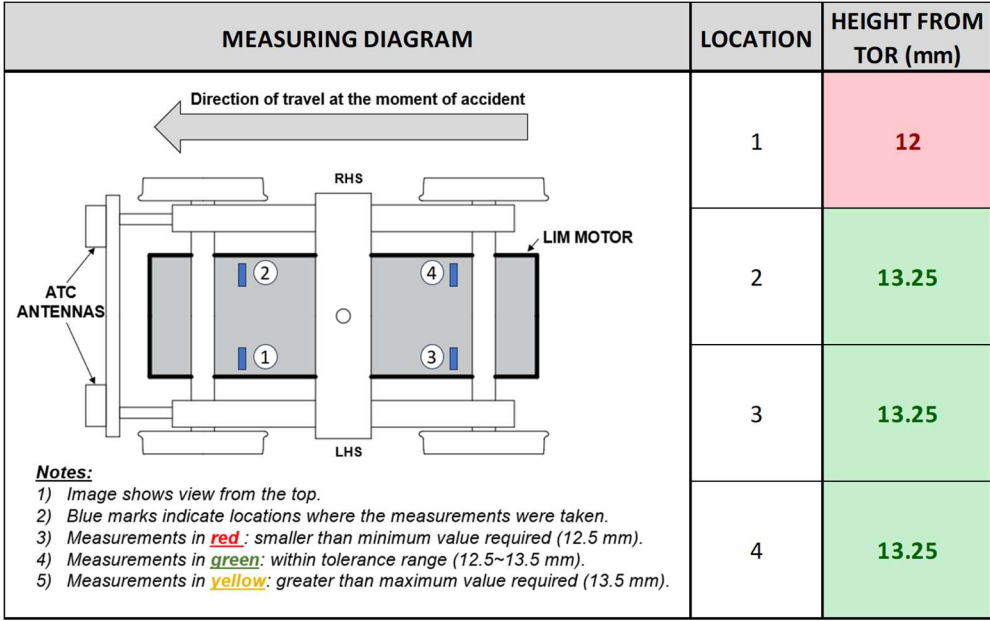 MEASURING DIAGRAM
LOCATION
HEIGHT FROM
TOR (mm)
Direction of travel at the moment of accident
RHS
LIM MOTOR
2
4
ATC
ANTENNAS
1
3
LHS
Notes:
1) Image shows view from the top.
2) Blue marks indicate locations where the measurements were taken.
3) Measurements in red : smaller than minimum value required (12.5 mm).
4) Measurements in green: within tolerance range (12.5~13.5 mm).
5) Measurements in yellow: greater than maximum value required (13.5 mm).
1 12
2 13.25
3 13.25
4 13.25